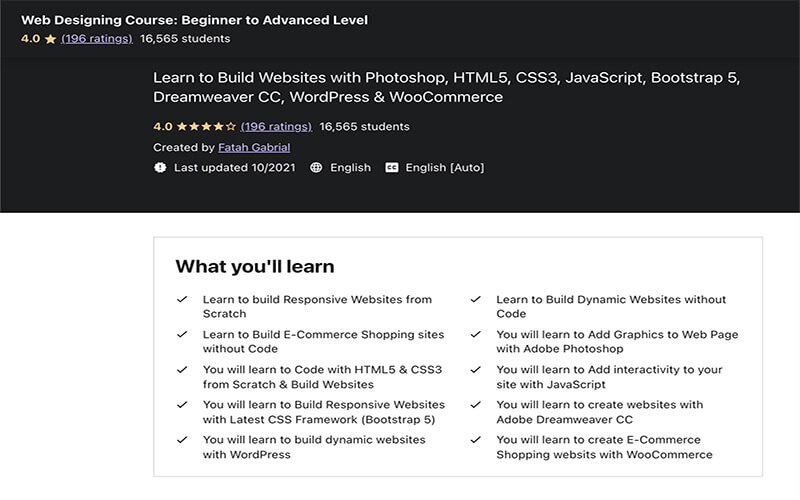 Web Designing Course: Beginner to Advanced Level
4.0 (196 ratings) 16,565 students
Learn to Build Websites with Photoshop, HTML5, CSS3, JavaScript, Bootstrap 5,
Dreamweaver CC, WordPress & WooCommerce
4.0 (196 ratings) 16,565 students
Created by Fatah Gabrial
Last updated 10/2021 English CC English [Auto]
What you'll learn
Learn to build Responsive Websites from
Scratch
Learn to Build E-Commerce Shopping sites
without Code
You will learn to Code with HTML5 & CSS3
from Scratch & Build Websites
You will learn to Build Responsive Websites
with Latest CSS Framework (Bootstrap 5)
You will learn to build dynamic websites
with WordPress
Learn to Build Dynamic Websites without
Code
You will learn to Add Graphics to Web Page
with Adobe Photoshop
You will learn to Add interactivity to your
site with JavaScript
You will learn to create websites with
Adobe Dreamweaver CC
You will learn to create E-Commerce
Shopping websits with WooCommerce